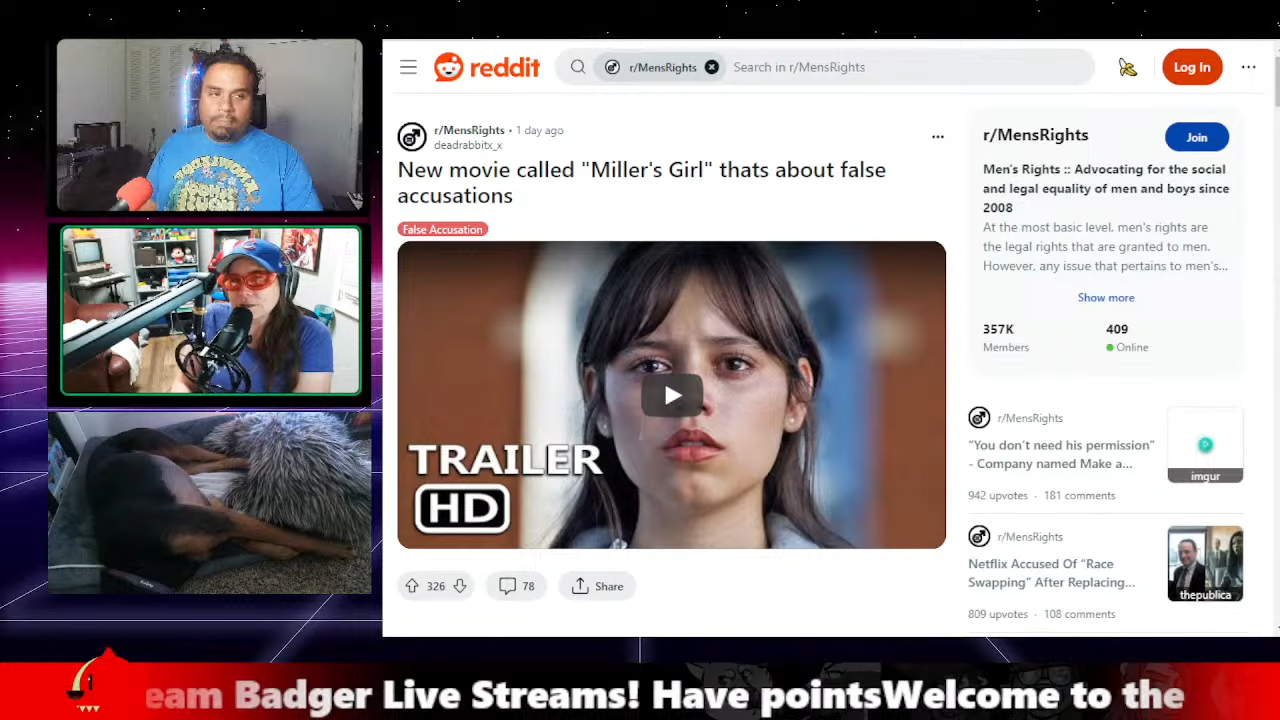 reddit
r/MensRights
Search in r/MensRights
Log In
r/MensRights • 1 day ago
deadrabbitx_x
New movie called "Miller's Girl" thats about false
accusations
False Accusation
TRAILER
HD
326
78
Share
r/MensRights
Join
Men's Rights :: Advocating for the social
and legal equality of men and boys since
2008
At the most basic level, men's rights are
the legal rights that are granted to men.
However, any issue that pertains to men's...
Show more
357K
409
Members
Online
r/MensRights
“You don’t need his permission”
- Company named Make a...
imgur
942 upvotes · 181 comments
r/MensRights
Netflix Accused Of “Race
Swapping” After Replacing...
thepublica
809 upvotes · 108 comments
eam Badger Live Streams! Have pointsWelcome to the